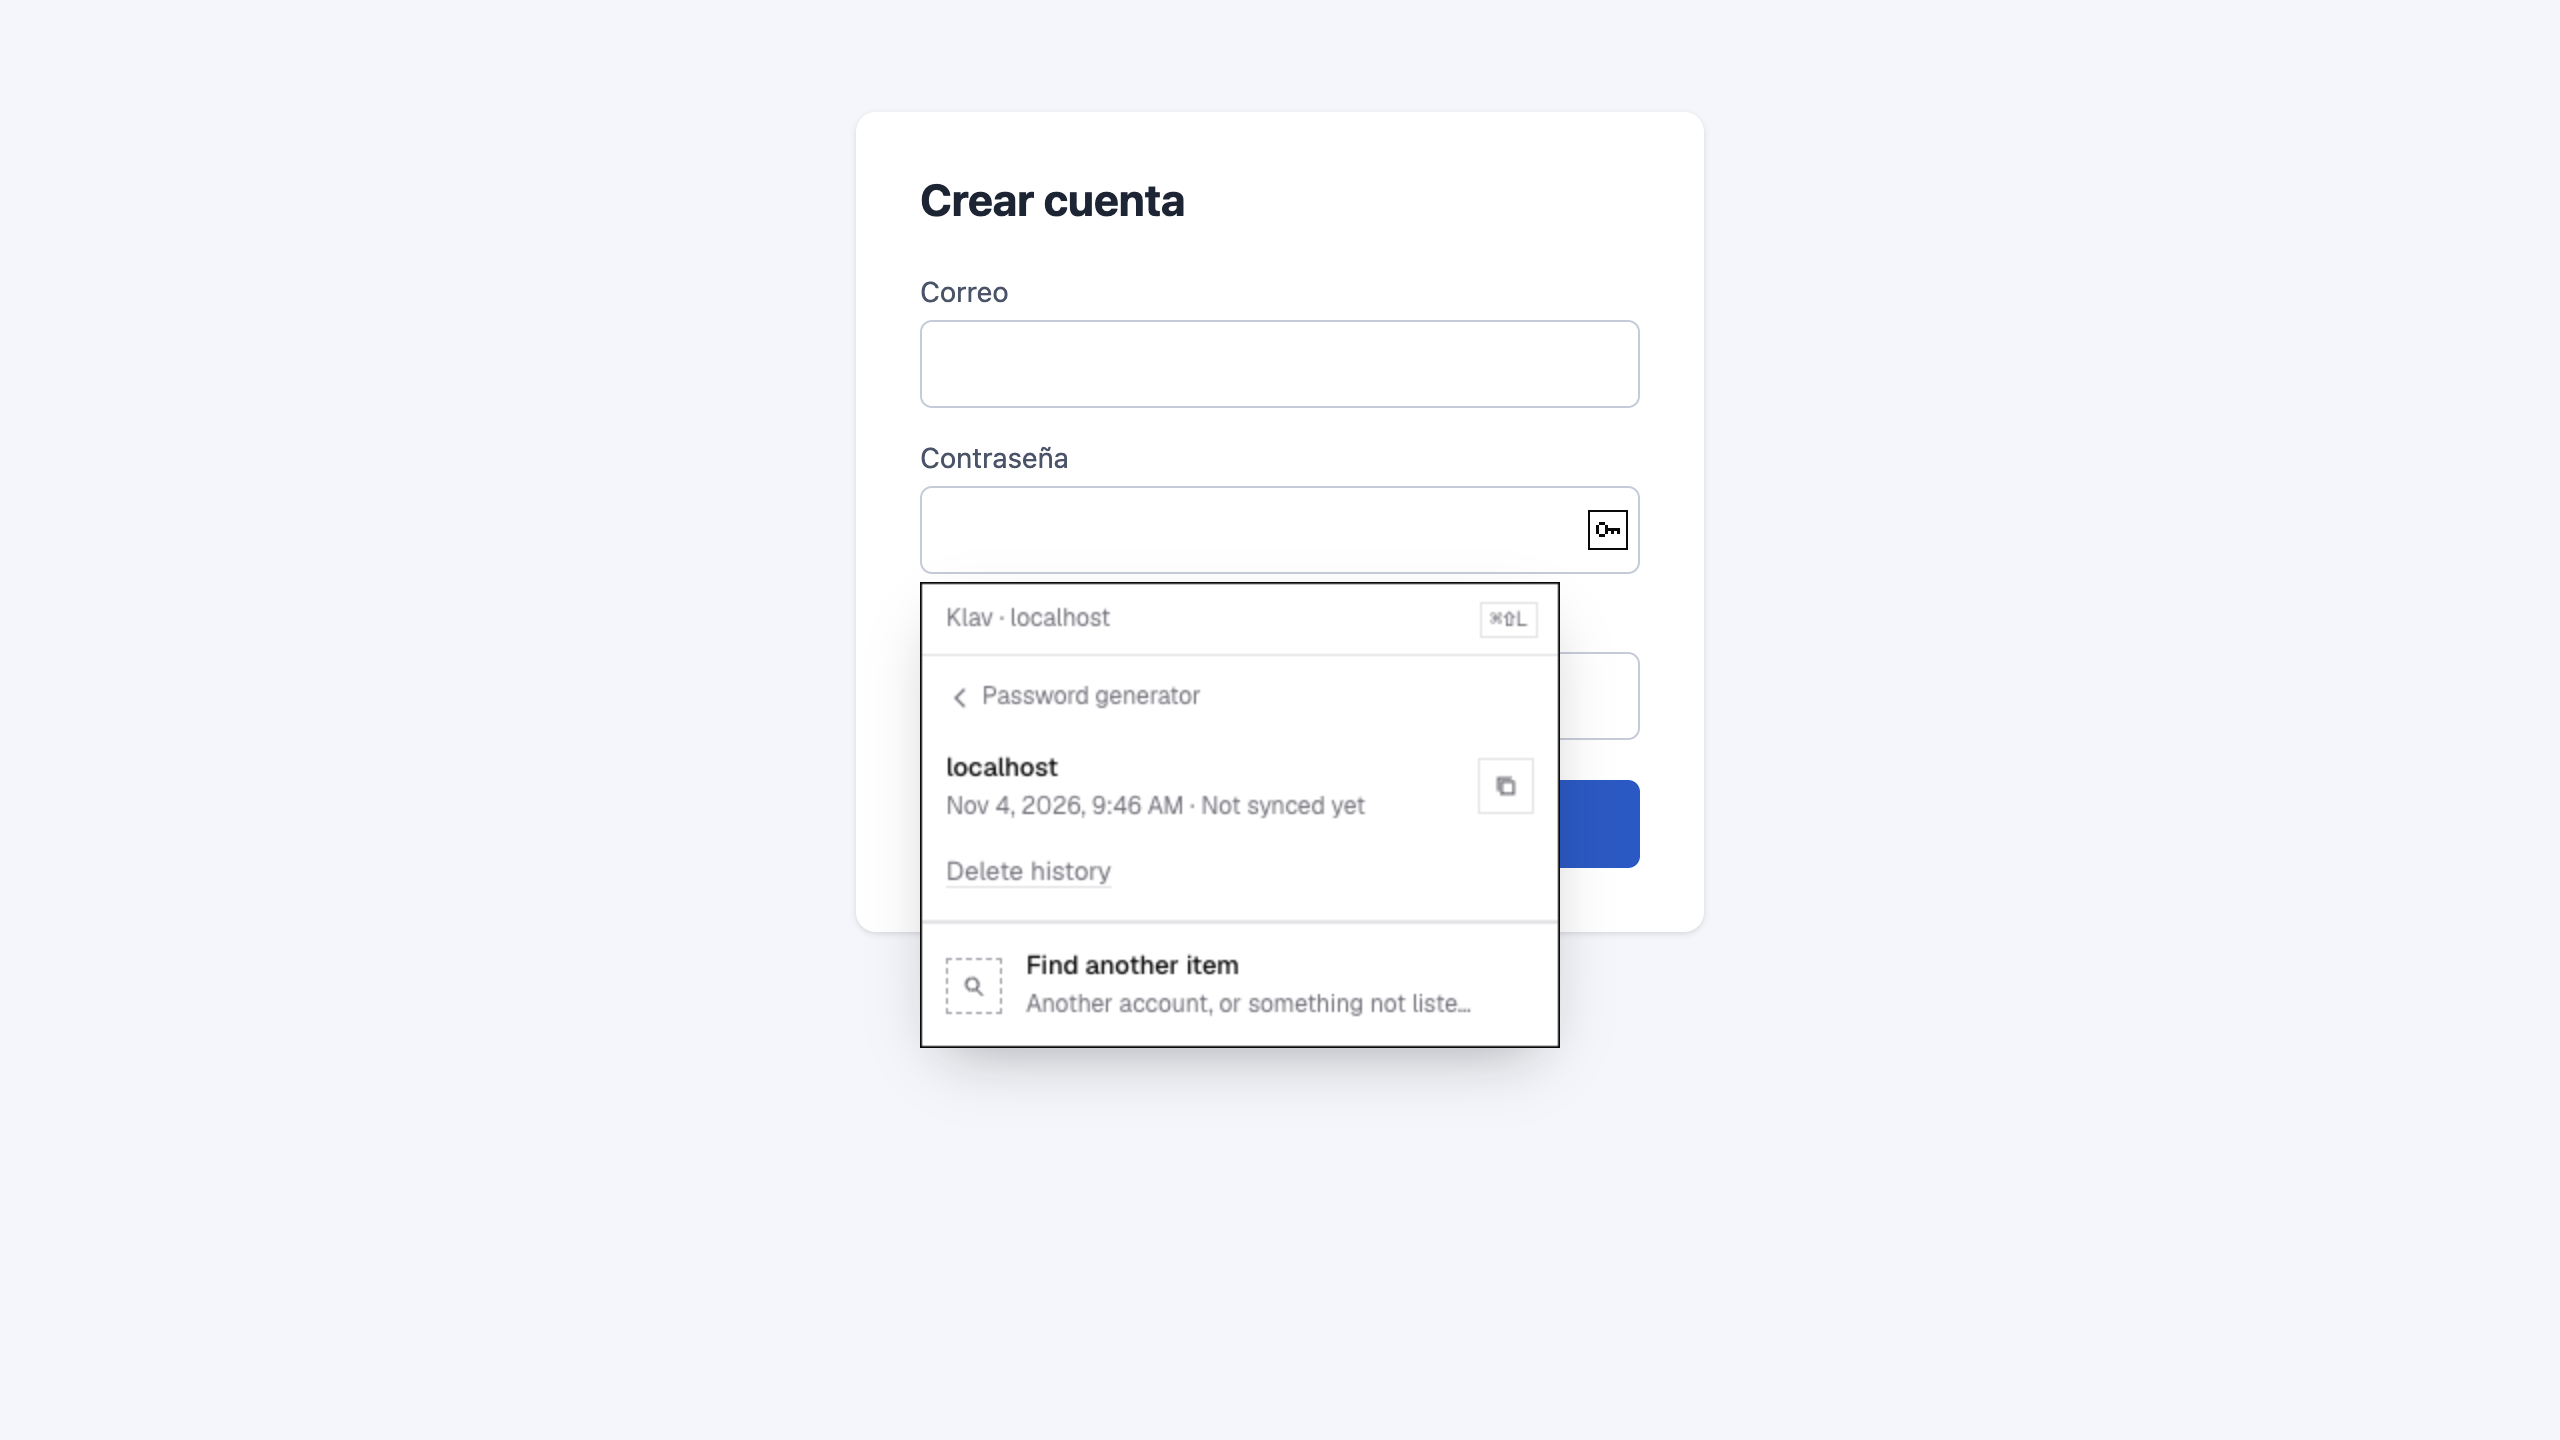 Crear cuenta
Correo
Contraseña
Klav · localhost
⌘⇧L
Password generator
localhost
Nov 4, 2026, 9:46 AM · Not synced yet
Delete history
Find another item
Another account, or something not liste…